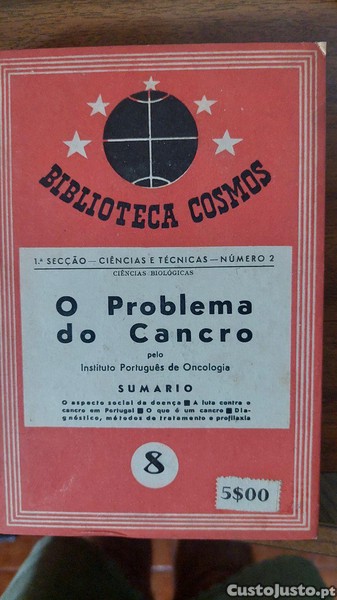 BIBLIOTECA COSMOS
1.ª SECÇÃO — CIÊNCIAS E TÉCNICAS — NÚMERO 2
CIÊNCIAS BIOLÓGICAS
O Problema
do Cancro
pelo
Instituto Português de Oncologia
SUMARIO
O aspecto social da doença ■ A luta contra o
cancro em Portugal ■ O que é um cancro ■ Dia-
gnóstico, métodos de tratamento e profilaxia
8
5$00
CustoJusto.pt